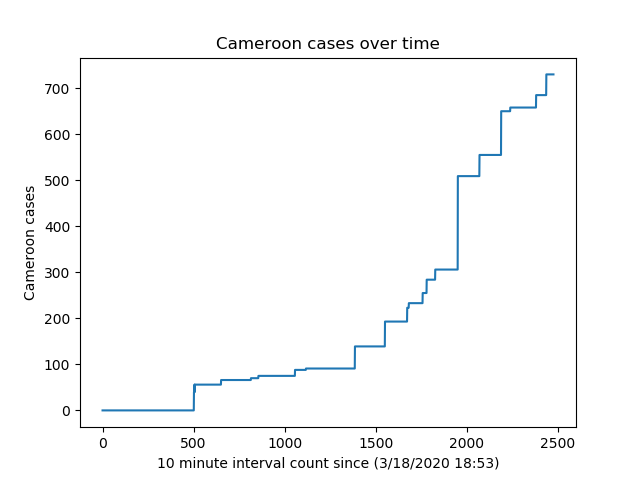 Cameroon cases over time
Cameroon cases
700
600
500
400
300
200
100
0
0 500 1000 1500 2000 2500
10 minute interval count since (3/18/2020 18:53)